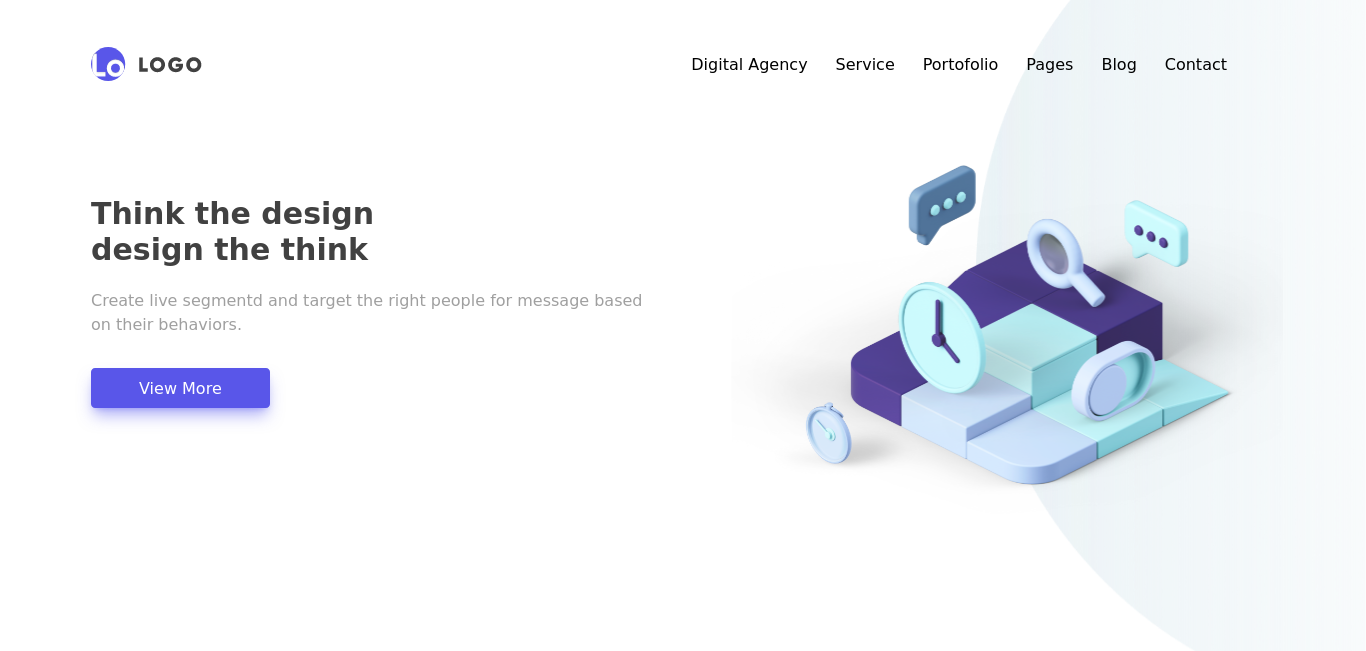 Lo LOGO
Digital Agency Service Portofolio Pages Blog Contact
Think the design
design the think
Create live segmentd and target the right people for message based
on their behaviors.
View More